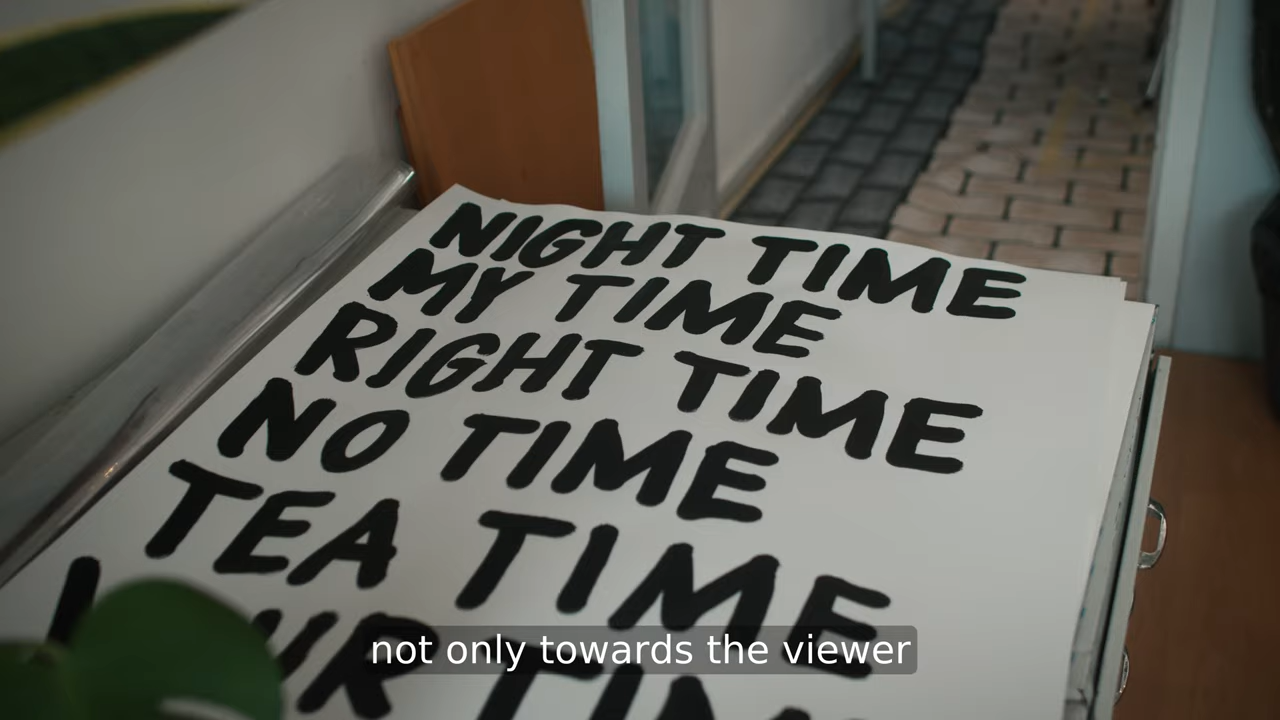 NIGHT TIME
MY TIME
RIGHT TIME
NO TIME
TEA TIME
not only towards the viewer